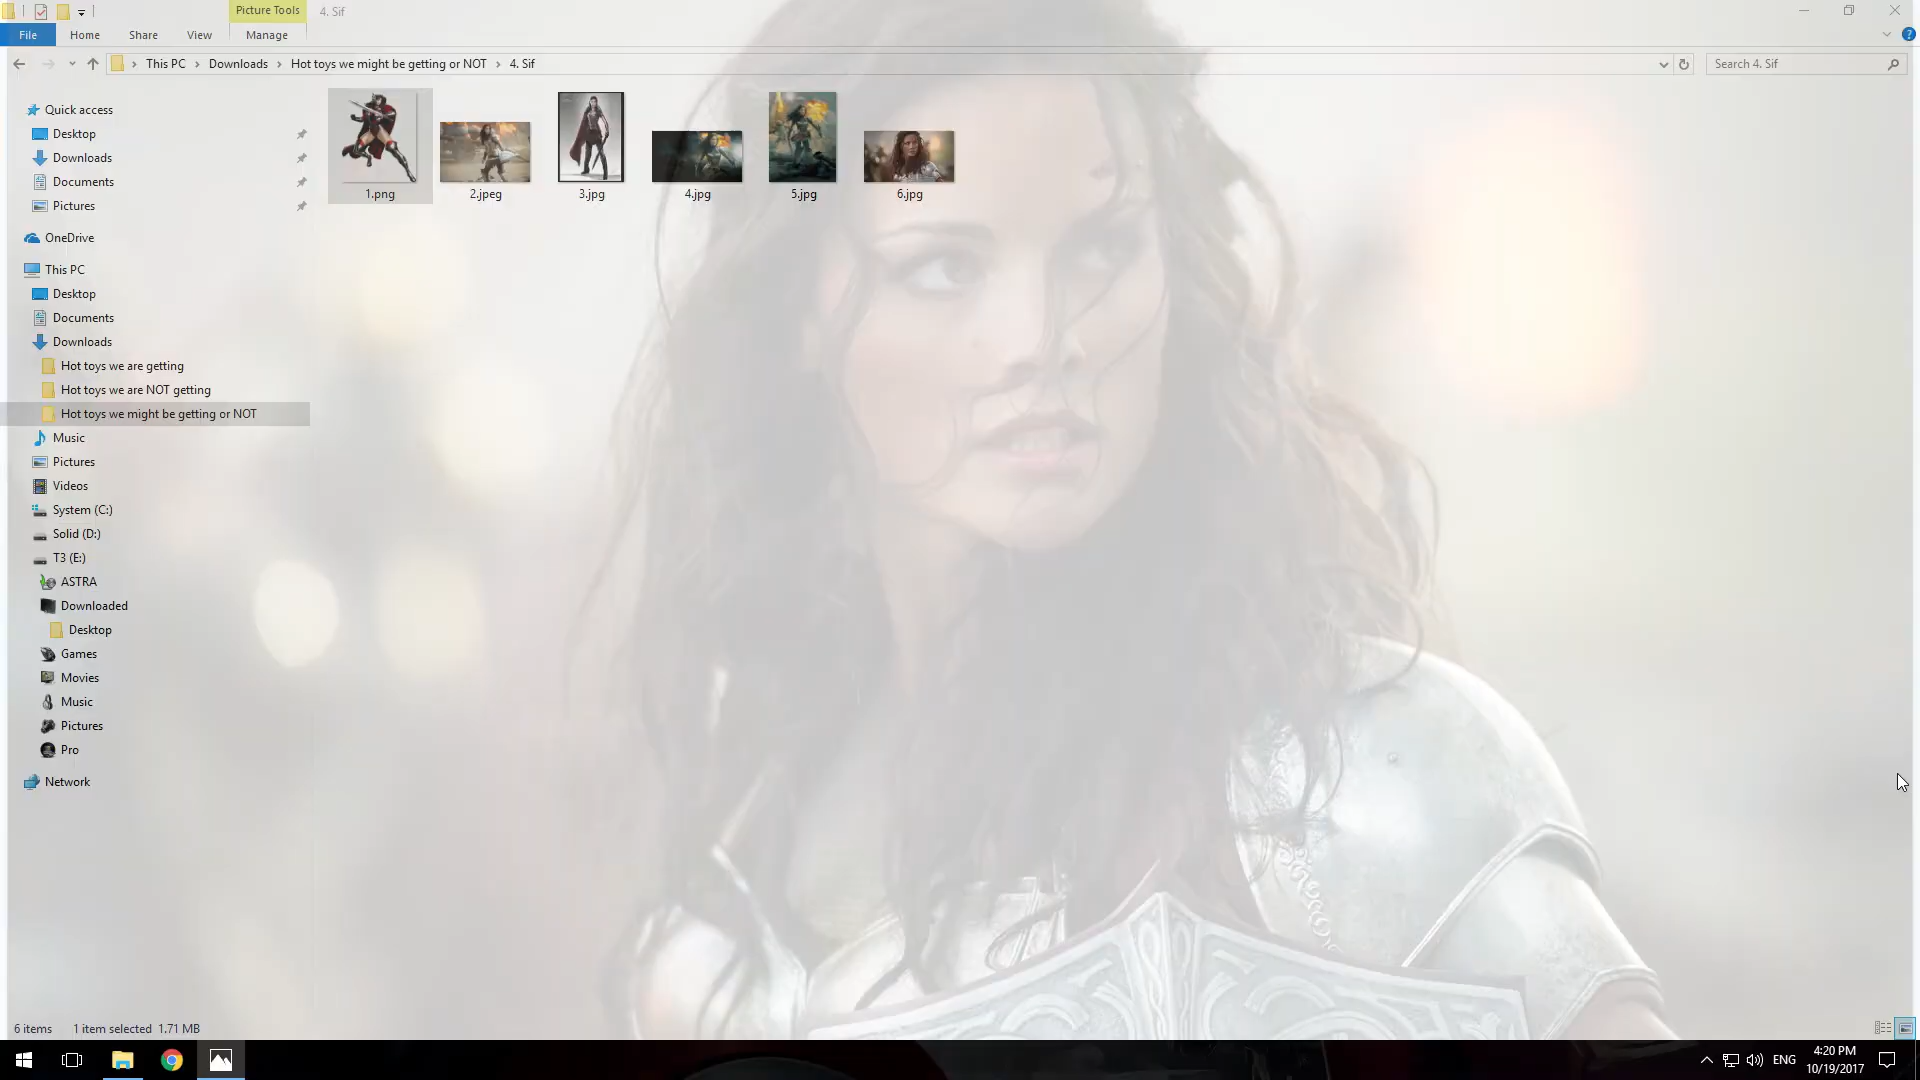 Picture Tools
4. Sif
File
Home
Share
View
Manage
This PC
Downloads
Hot toys we might be getting or NOT
4. Sif
Search 4. Sif
Quick access
Desktop
Downloads
Documents
Pictures
OneDrive
This PC
Desktop
Documents
Downloads
Hot toys we are getting
Hot toys we are NOT getting
Hot toys we might be getting or NOT
Music
Pictures
Videos
System (C:)
Solid (D:)
T3 (E:)
ASTRA
Downloaded
Desktop
Games
Movies
Music
Pictures
Pro
Network
1.png
2.jpeg
3.jpg
4.jpg
5.jpg
6.jpg
6 items
1 item selected 1.71 MB
ENG
4:20 PM
10/19/2017